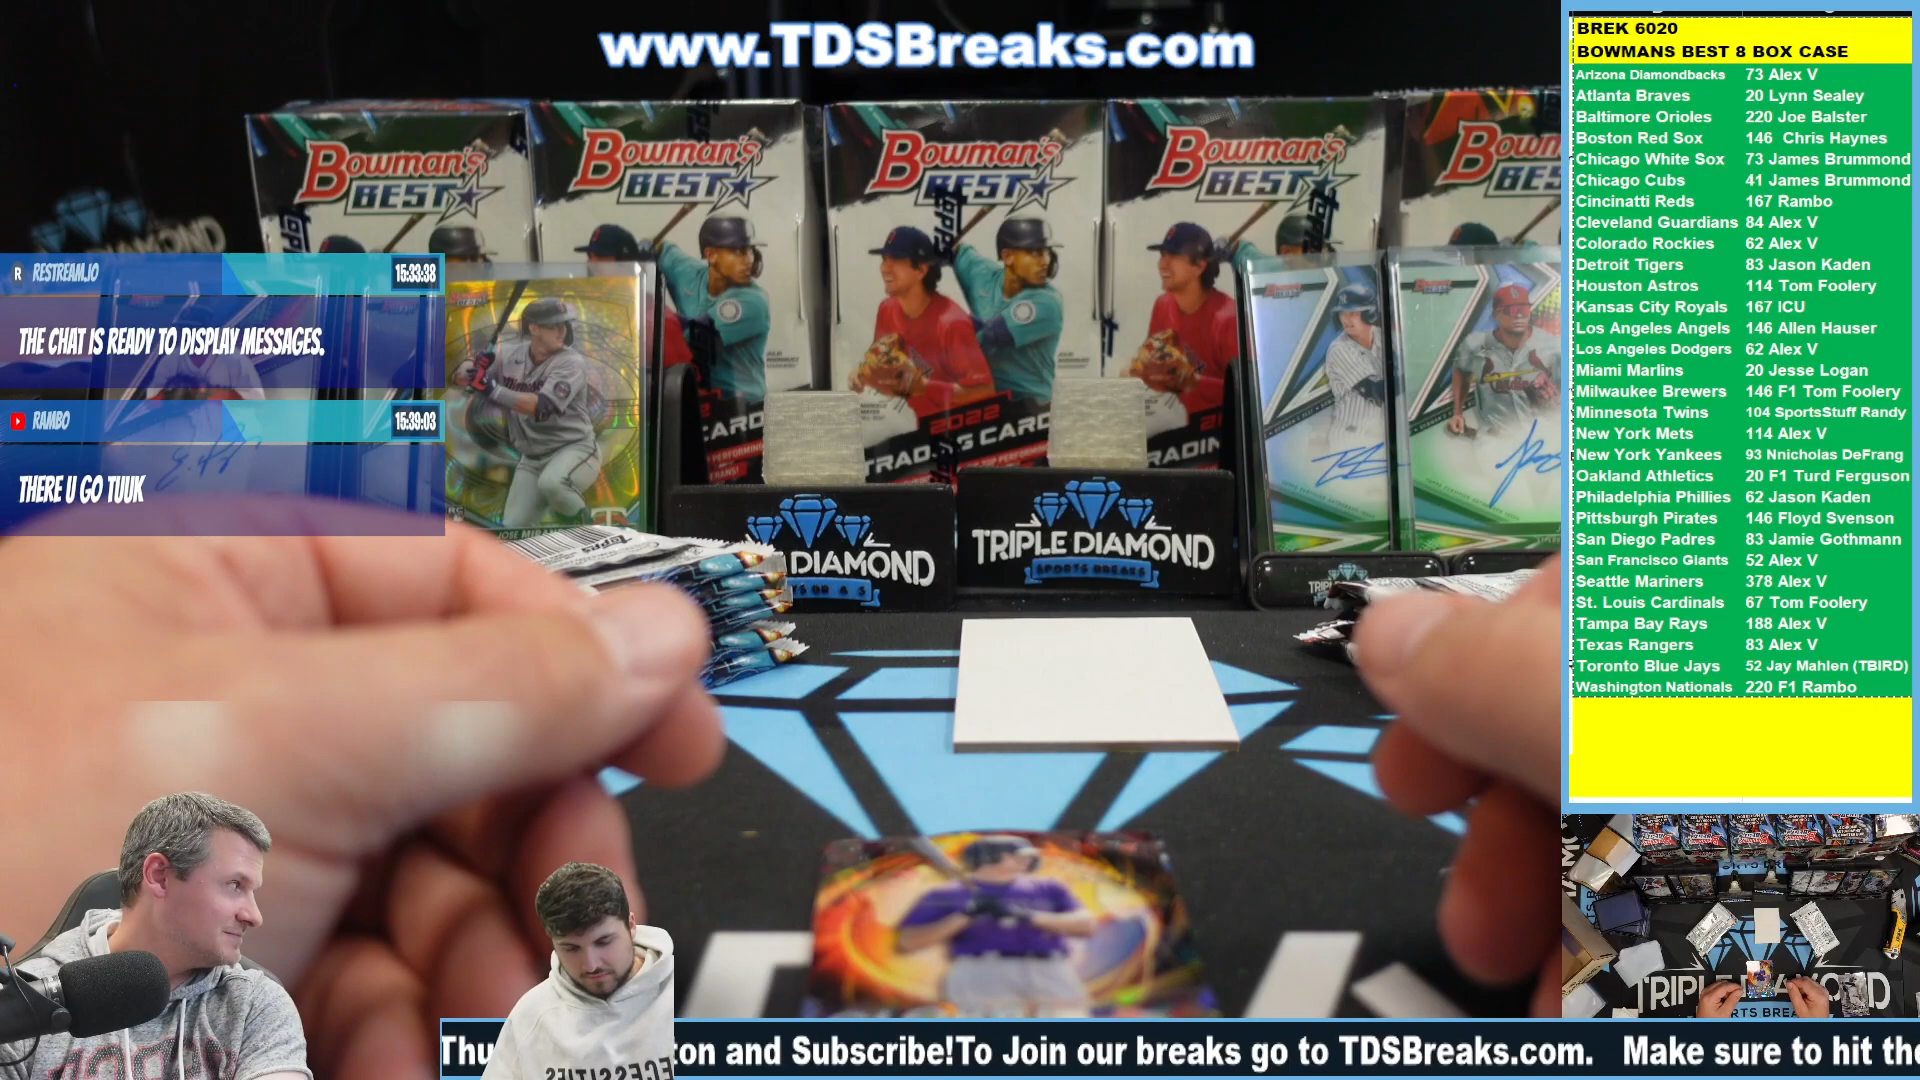 www.TDSBreaks.com
BREK 6020
BOWMANS BEST 8 BOX CASE
Arizona Diamondbacks 73 Alex V
Atlanta Braves 20 Lynn Sealey
Baltimore Orioles 220 Joe Balster
Boston Red Sox 146 Chris Haynes
Chicago White Sox 73 James Brummond
Chicago Cubs 41 James Brummond
Cincinatti Reds 167 Rambo
Cleveland Guardians 84 Alex V
Colorado Rockies 62 Alex V
Detroit Tigers 83 Jason Kaden
Houston Astros 114 Tom Foolery
Kansas City Royals 167 ICU
Los Angeles Angels 146 Allen Hauser
Los Angeles Dodgers 62 Alex V
Miami Marlins 20 Jesse Logan
Milwaukee Brewers 146 F1 Tom Foolery
Minnesota Twins 104 SportsStuff Randy
New York Mets 114 Alex V
New York Yankees 93 Nnicholas DeFrang
Oakland Athletics 20 F1 Turd Ferguson
Philadelphia Phillies 62 Jason Kaden
Pittsburgh Pirates 146 Floyd Svenson
San Diego Padres 83 Jamie Gothmann
San Francisco Giants 52 Alex V
Seattle Mariners 378 Alex V
St. Louis Cardinals 67 Tom Foolery
Tampa Bay Rays 188 Alex V
Texas Rangers 83 Alex V
Toronto Blue Jays 52 Jay Mahlen (TBIRD)
Washington Nationals 220 F1 Rambo
Bowman's BEST
Bowman's BEST
Bowman's BEST
Bowman's BEST
Bowm
BES
R RESTREAM.IO 15:33:38
THE CHAT IS READY TO DISPLAY MESSAGES.
RAMBO 15:39:03
THERE U GO TUUK
2022
DIAMOND
TRIPLE DIAMOND
SPORTS BREAKS
Thu
ton and Subscribe!To Join our breaks go to TDSBreaks.com. Make sure to hit the